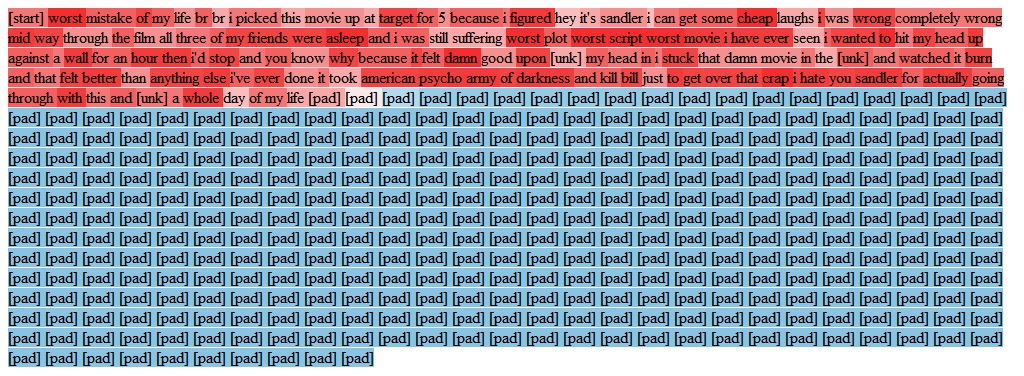 [start] worst mistake of my life br br i picked this movie up at target for 5 because i figured hey it's sandler i can get some cheap laughs i was wrong completely wrong
mid way through the film all three of my friends were asleep and i was still suffering worst plot worst script worst movie i have ever seen i wanted to hit my head up
against a wall for an hour then i'd stop and you know why because it felt damn good upon [unk] my head in i stuck that damn movie in the [unk] and watched it burn
and that felt better than anything else i've ever done it took american psycho army of darkness and kill bill just to get over that crap i hate you sandler for actually going
through with this and [unk] a whole day of my life [pad] [pad] [pad] [pad] [pad] [pad] [pad] [pad] [pad] [pad] [pad] [pad] [pad] [pad] [pad] [pad] [pad] [pad] [pad]
[pad] [pad] [pad] [pad] [pad] [pad] [pad] [pad] [pad] [pad] [pad] [pad] [pad] [pad] [pad] [pad] [pad] [pad] [pad] [pad] [pad] [pad] [pad] [pad] [pad] [pad] [pad]
[pad] [pad] [pad] [pad] [pad] [pad] [pad] [pad] [pad] [pad] [pad] [pad] [pad] [pad] [pad] [pad] [pad] [pad] [pad] [pad] [pad] [pad] [pad] [pad] [pad] [pad] [pad]
[pad] [pad] [pad] [pad] [pad] [pad] [pad] [pad] [pad] [pad] [pad] [pad] [pad] [pad] [pad] [pad] [pad] [pad] [pad] [pad] [pad] [pad] [pad] [pad] [pad] [pad] [pad]
[pad] [pad] [pad] [pad] [pad] [pad] [pad] [pad] [pad] [pad] [pad] [pad] [pad] [pad] [pad] [pad] [pad] [pad] [pad] [pad] [pad] [pad] [pad] [pad] [pad] [pad] [pad]
[pad] [pad] [pad] [pad] [pad] [pad] [pad] [pad] [pad] [pad] [pad] [pad] [pad] [pad] [pad] [pad] [pad] [pad] [pad] [pad] [pad] [pad] [pad] [pad] [pad] [pad] [pad]
[pad] [pad] [pad] [pad] [pad] [pad] [pad] [pad] [pad] [pad] [pad] [pad] [pad] [pad] [pad] [pad] [pad] [pad] [pad] [pad] [pad] [pad] [pad] [pad] [pad] [pad] [pad]
[pad] [pad] [pad] [pad] [pad] [pad] [pad] [pad] [pad] [pad] [pad] [pad] [pad] [pad] [pad] [pad] [pad] [pad] [pad] [pad] [pad] [pad] [pad] [pad] [pad] [pad] [pad]
[pad] [pad] [pad] [pad] [pad] [pad] [pad] [pad] [pad] [pad] [pad] [pad] [pad] [pad] [pad] [pad] [pad] [pad] [pad] [pad] [pad] [pad] [pad] [pad] [pad] [pad] [pad]
[pad] [pad] [pad] [pad] [pad] [pad] [pad] [pad] [pad] [pad] [pad] [pad] [pad] [pad] [pad] [pad] [pad] [pad] [pad] [pad] [pad] [pad] [pad] [pad] [pad] [pad] [pad]
[pad] [pad] [pad] [pad] [pad] [pad] [pad] [pad] [pad] [pad] [pad] [pad] [pad] [pad] [pad] [pad] [pad] [pad] [pad] [pad] [pad] [pad] [pad] [pad] [pad] [pad] [pad]
[pad] [pad] [pad] [pad] [pad] [pad] [pad] [pad] [pad] [pad] [pad] [pad] [pad] [pad] [pad] [pad] [pad] [pad] [pad] [pad] [pad] [pad] [pad] [pad] [pad] [pad] [pad]
[pad] [pad] [pad] [pad] [pad] [pad] [pad] [pad] [pad] [pad] [pad] [pad] [pad] [pad] [pad] [pad] [pad] [pad] [pad] [pad] [pad] [pad] [pad] [pad] [pad] [pad] [pad]
[pad] [pad] [pad] [pad] [pad] [pad] [pad] [pad] [pad] [pad]